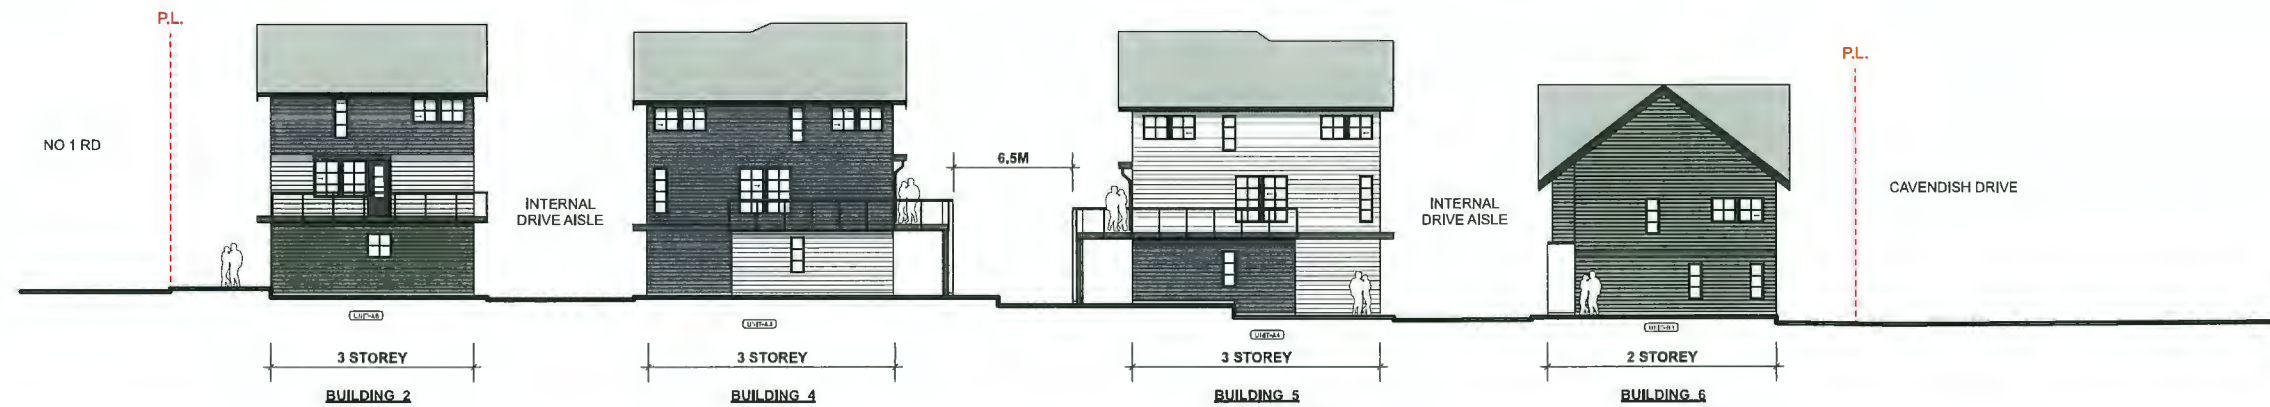 P.L.
P.L.
NO 1 RD
6.5M
INTERNAL
DRIVE AISLE
INTERNAL
DRIVE AISLE
CAVENDISH DRIVE
3 STOREY
3 STOREY
3 STOREY
2 STOREY
BUILDING 2
BUILDING 4
BUILDING 5
BUILDING 6